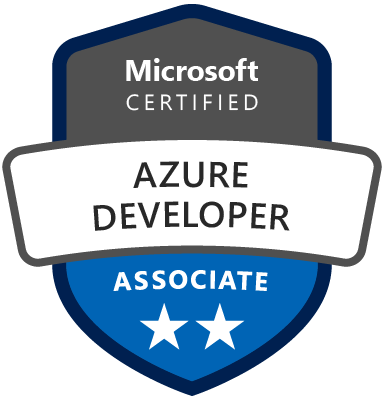 Microsoft
CERTIFIED
AZURE
DEVELOPER
ASSOCIATE